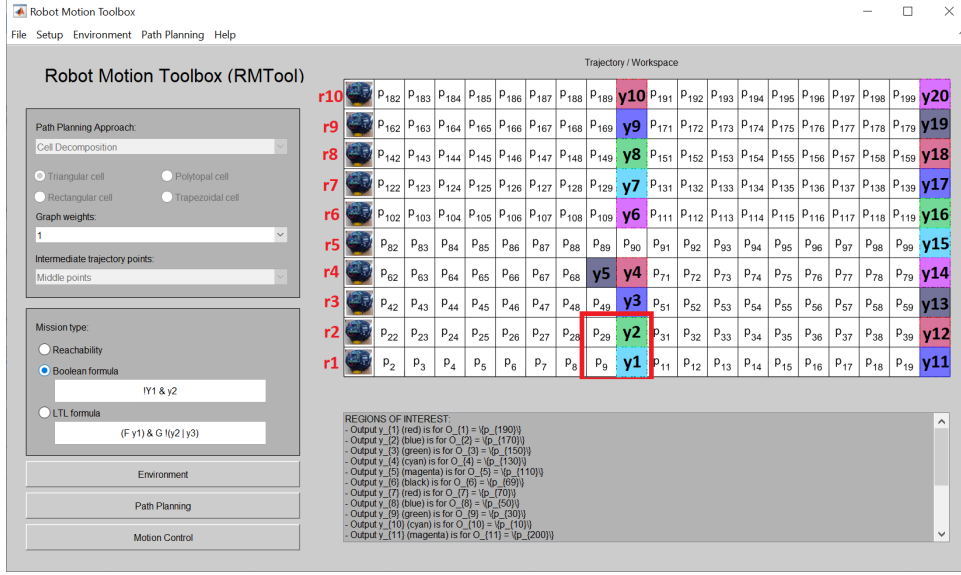 Robot Motion Toolbox
File Setup Environment Path Planning Help
Robot Motion Toolbox (RMTool)
Path Planning Approach:
Cell Decomposition
Triangular cell Polytopal cell
Rectangular cell Trapezoidal cell
Graph weights:
1
Intermediate trajectory points:
Middle points
Mission type:
Reachability
Boolean formula
!Y1 & y2
LTL formula
(F y1) & G !(y2 | y3)
Environment
Path Planning
Motion Control
Trajectory / Workspace
r10 P182 P183 P184 P185 P186 P187 P188 P189 y10 P191 P192 P193 P194 P195 P196 P197 P198 P199 y20
r9 P162 P163 P164 P165 P166 P167 P168 P169 y9 P171 P172 P173 P174 P175 P176 P177 P178 P179 y19
r8 P142 P143 P144 P145 P146 P147 P148 P149 y8 P151 P152 P153 P154 P155 P156 P157 P158 P159 y18
r7 P122 P123 P124 P125 P126 P127 P128 P129 y7 P131 P132 P133 P134 P135 P136 P137 P138 P139 y17
r6 P102 P103 P104 P105 P106 P107 P108 P109 y6 P111 P112 P113 P114 P115 P116 P117 P118 P119 y16
r5 P82 P83 P84 P85 P86 P87 P88 P89 P90 P91 P92 P93 P94 P95 P96 P97 P98 P99 y15
r4 P62 P63 P64 P65 P66 P67 P68 y5 y4 P71 P72 P73 P74 P75 P76 P77 P78 P79 y14
r3 P42 P43 P44 P45 P46 P47 P48 P49 y3 P51 P52 P53 P54 P55 P56 P57 P58 P59 y13
r2 P22 P23 P24 P25 P26 P27 P28 P29 y2 P31 P32 P33 P34 P35 P36 P37 P38 P39 y12
r1 P2 P3 P4 P5 P6 P7 P8 P9 y1 P11 P12 P13 P14 P15 P16 P17 P18 P19 y11
REGIONS OF INTEREST:
- Output y_{1} (red) is for O_{1} = \{p_{190}\}
- Output y_{2} (blue) is for O_{2} = \{p_{170}\}
- Output y_{3} (green) is for O_{3} = \{p_{150}\}
- Output y_{4} (cyan) is for O_{4} = \{p_{130}\}
- Output y_{5} (magenta) is for O_{5} = \{p_{110}\}
- Output y_{6} (black) is for O_{6} = \{p_{69}\}
- Output y_{7} (red) is for O_{7} = \{p_{70}\}
- Output y_{8} (blue) is for O_{8} = \{p_{50}\}
- Output y_{9} (green) is for O_{9} = \{p_{30}\}
- Output y_{10} (cyan) is for O_{10} = \{p_{10}\}
- Output y_{11} (magenta) is for O_{11} = \{p_{200}\}